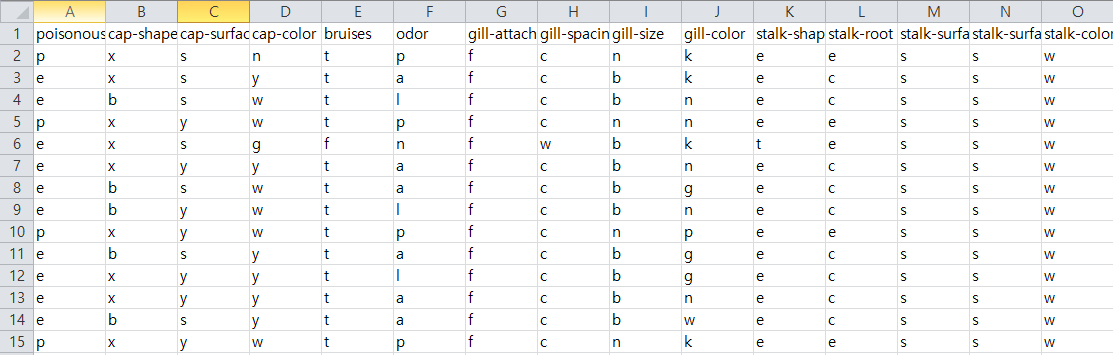 A B C D E F G H I J K L M N O
1 poisonous cap-shape cap-surfac cap-color bruises odor gill-attach gill-spacin gill-size gill-color stalk-shap stalk-root stalk-surfa stalk-surfa stalk-color
2 p x s n t p f c n k e e s s w
3 e x s y t a f c b k e c s s w
4 e b s w t l f c b n e c s s w
5 p x y w t p f c n n e e s s w
6 e x s g f n f w b k t e s s w
7 e x y y t a f c b n e c s s w
8 e b s w t a f c b g e c s s w
9 e b y w t l f c b n e c s s w
10 p x y w t p f c n p e e s s w
11 e b s y t a f c b g e c s s w
12 e x y y t l f c b g e c s s w
13 e x y y t a f c b n e c s s w
14 e b s y t a f c b w e c s s w
15 p x y w t p f c n k e e s s w